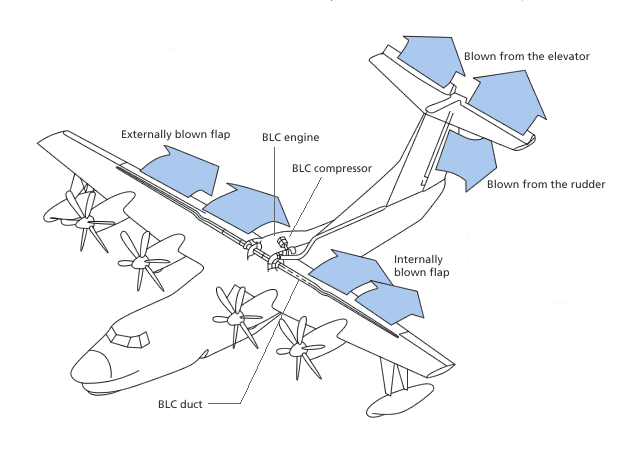 Blown from the elevator
Externally blown flap
BLC engine
BLC compressor
Blown from the rudder
Internally
blown flap
BLC duct